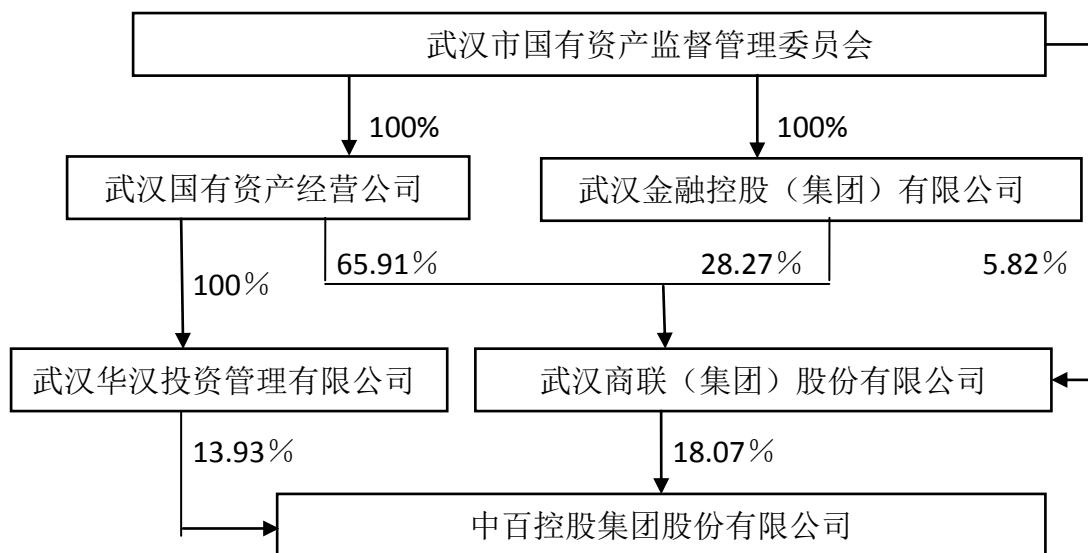 武汉市国有资产监督管理委员会
100%
100%
武汉国有资产经营公司
武汉金融控股（集团）有限公司
65.91%
28.27%
5.82%
100%
武汉华汉投资管理有限公司
武汉商联（集团）股份有限公司
13.93%
18.07%
中百控股集团股份有限公司